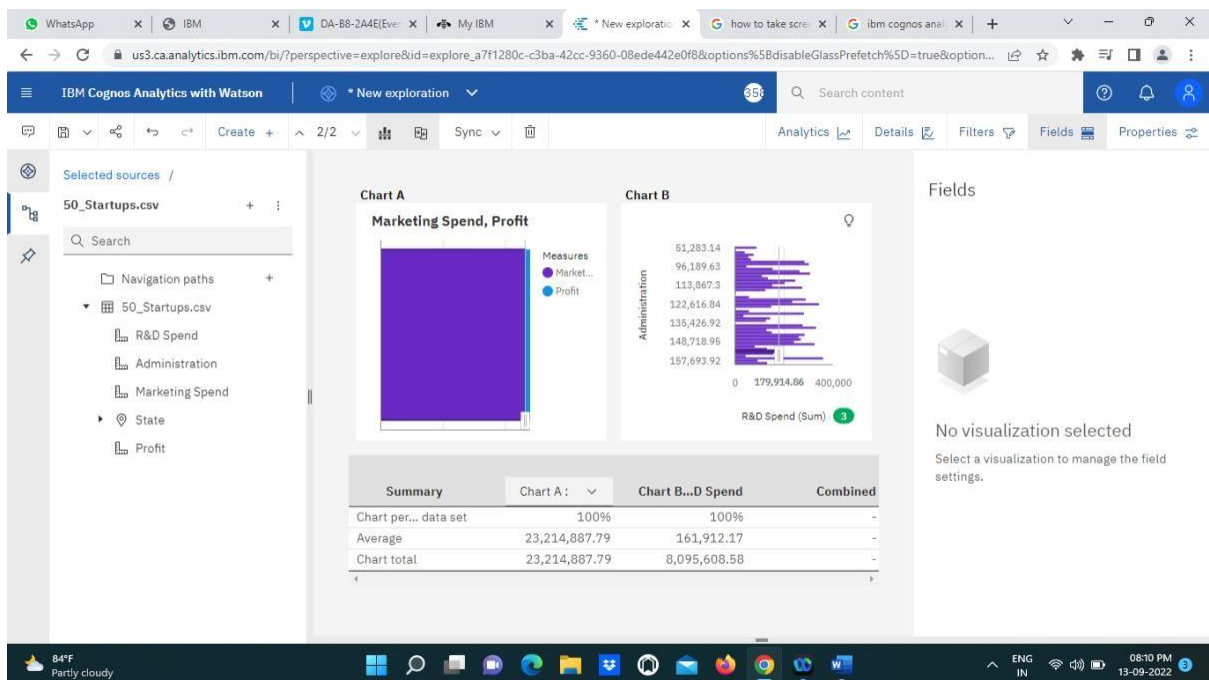 WhatsApp
IBM
DA-B8-2A4E(Ever
My IBM
* New exploratio
how to take scre
ibm cognos anal
us3.ca.analytics.ibm.com/bi/?perspective=explore&id=explore_a7f1280c-c3ba-42cc-9360-08ede442e0f8&options%5BdisableGlassPrefetch%5D=true&option...
IBM Cognos Analytics with Watson
* New exploration
358
Search content
Create +
2/2
Sync
Analytics
Details
Filters
Fields
Properties
Selected sources /
50_Startups.csv
Search
Navigation paths
50_Startups.csv
R&D Spend
Administration
Marketing Spend
State
Profit
Chart A
Marketing Spend, Profit
Measures
Market...
Profit
Chart B
Administration
51,283.14
96,189.63
113,867.3
122,616.84
135,426.92
148,718.95
157,693.92
0 179,914.86 400,000
R&D Spend (Sum) 3
Summary Chart A : Chart B...D Spend Combined
Chart per... data set 100% 100% -
Average 23,214,887.79 161,912.17 -
Chart total 23,214,887.79 8,095,608.58 -
Fields
No visualization selected
Select a visualization to manage the field
settings.
84°F
Partly cloudy
ENG
IN
08:10 PM
13-09-2022
3